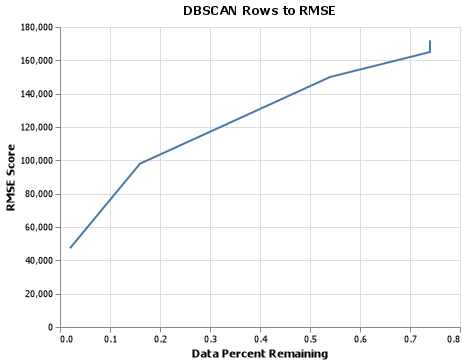 DBSCAN Rows to RMSE
180,000
160,000
140,000
120,000
100,000
80,000
60,000
40,000
20,000
0
RMSE Score
0.0 0.1 0.2 0.3 0.4 0.5 0.6 0.7 0.8
Data Percent Remaining